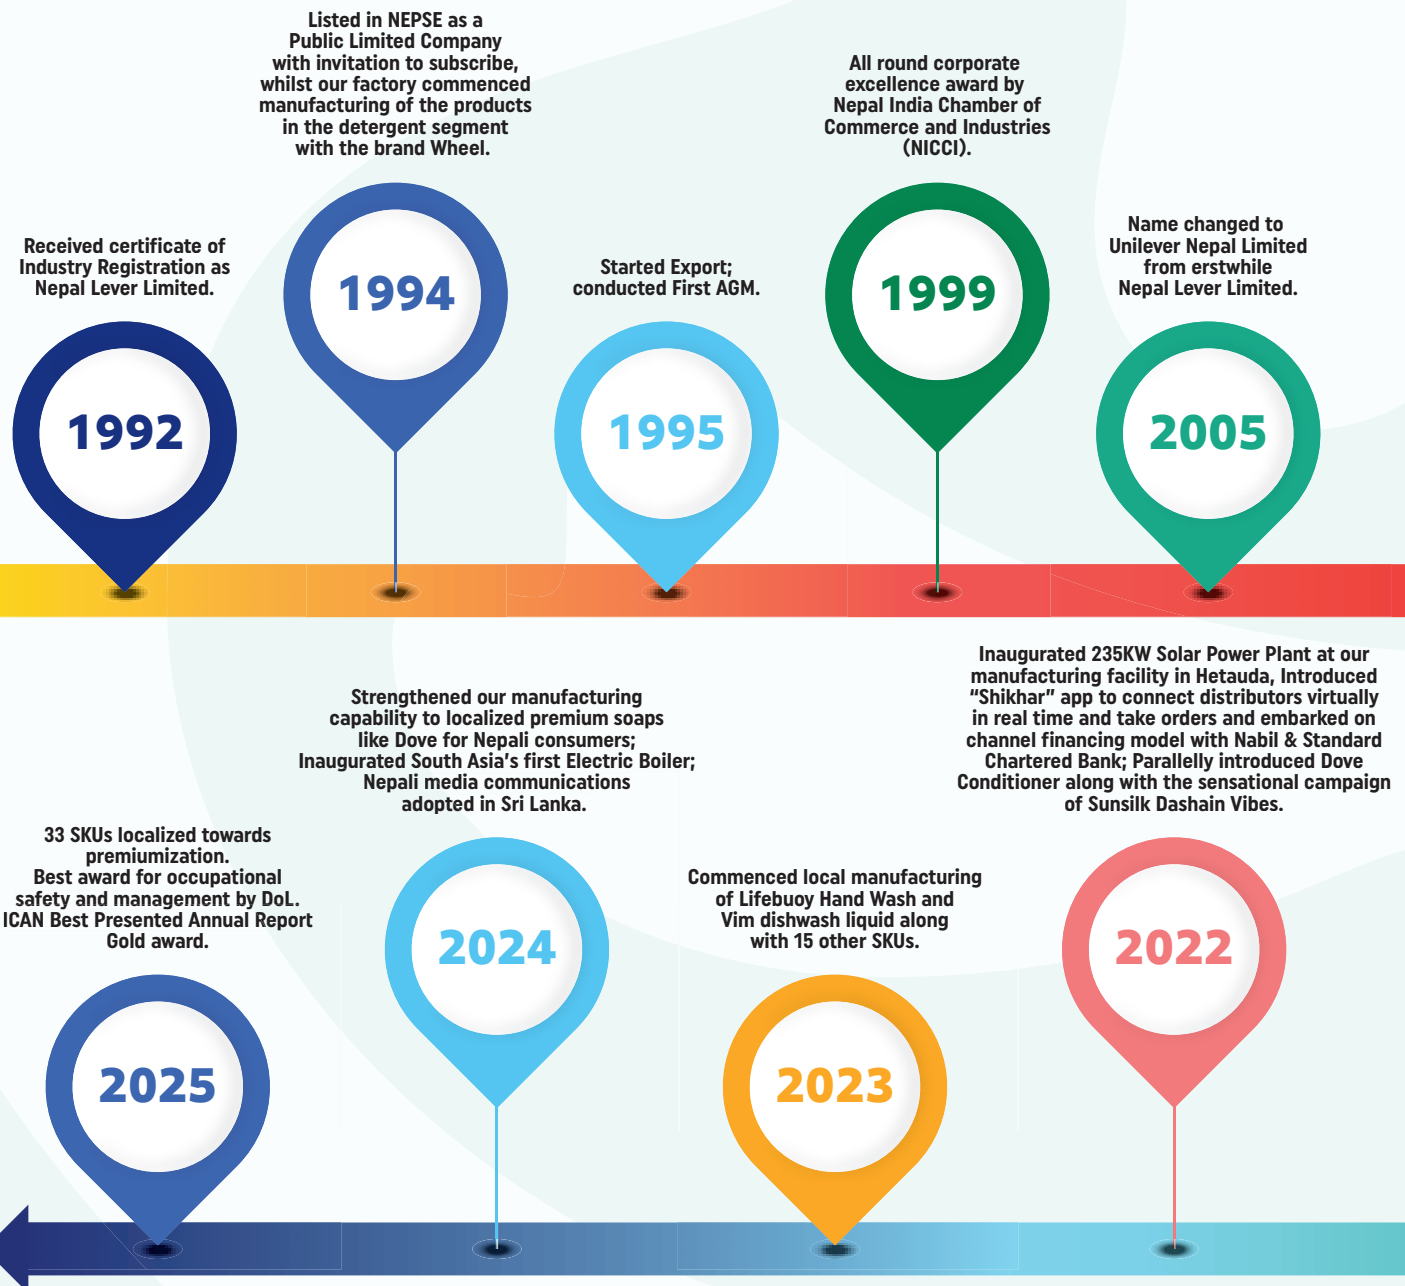 Received certificate of
Industry Registration as
Nepal Lever Limited.
1992
Listed in NEPSE as a
Public Limited Company
with invitation to subscribe,
whilst our factory commenced
manufacturing of the products
in the detergent segment
with the brand Wheel.
1994
Started Export;
conducted First AGM.
1995
All round corporate
excellence award by
Nepal India Chamber of
Commerce and Industries
(NICCI).
1999
Name changed to
Unilever Nepal Limited
from erstwhile
Nepal Lever Limited.
2005
Inaugurated 235KW Solar Power Plant at our
manufacturing facility in Hetauda, Introduced
“Shikhar” app to connect distributors virtually
in real time and take orders and embarked on
channel financing model with Nabil & Standard
Chartered Bank; Parallelly introduced Dove
Conditioner along with the sensational campaign
of Sunsilk Dashain Vibes.
2022
Commenced local manufacturing
of Lifebuoy Hand Wash and
Vim dishwash liquid along
with 15 other SKUs.
2023
Strengthened our manufacturing
capability to localized premium soaps
like Dove for Nepali consumers;
Inaugurated South Asia’s first Electric Boiler;
Nepali media communications
adopted in Sri Lanka.
2024
33 SKUs localized towards
premiumization.
Best award for occupational
safety and management by DoL.
ICAN Best Presented Annual Report
Gold award.
2025